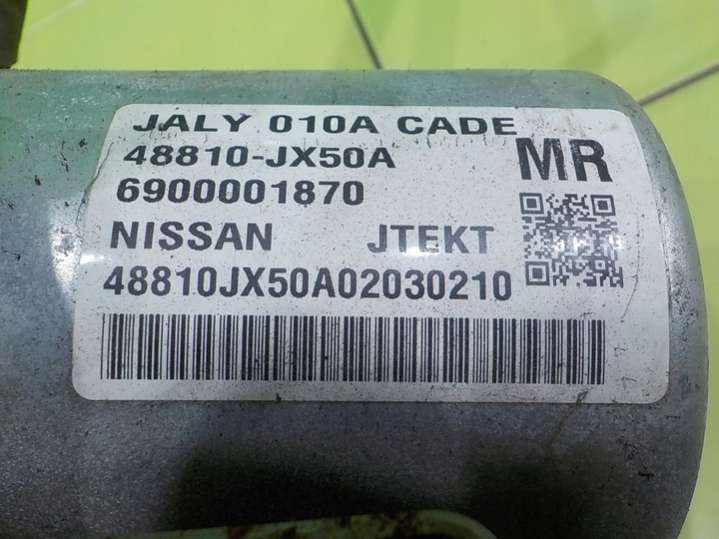 JALY 010A CADE
48810-JX50A MR
6900001870
NISSAN JTEKT
48810JX50A02030210